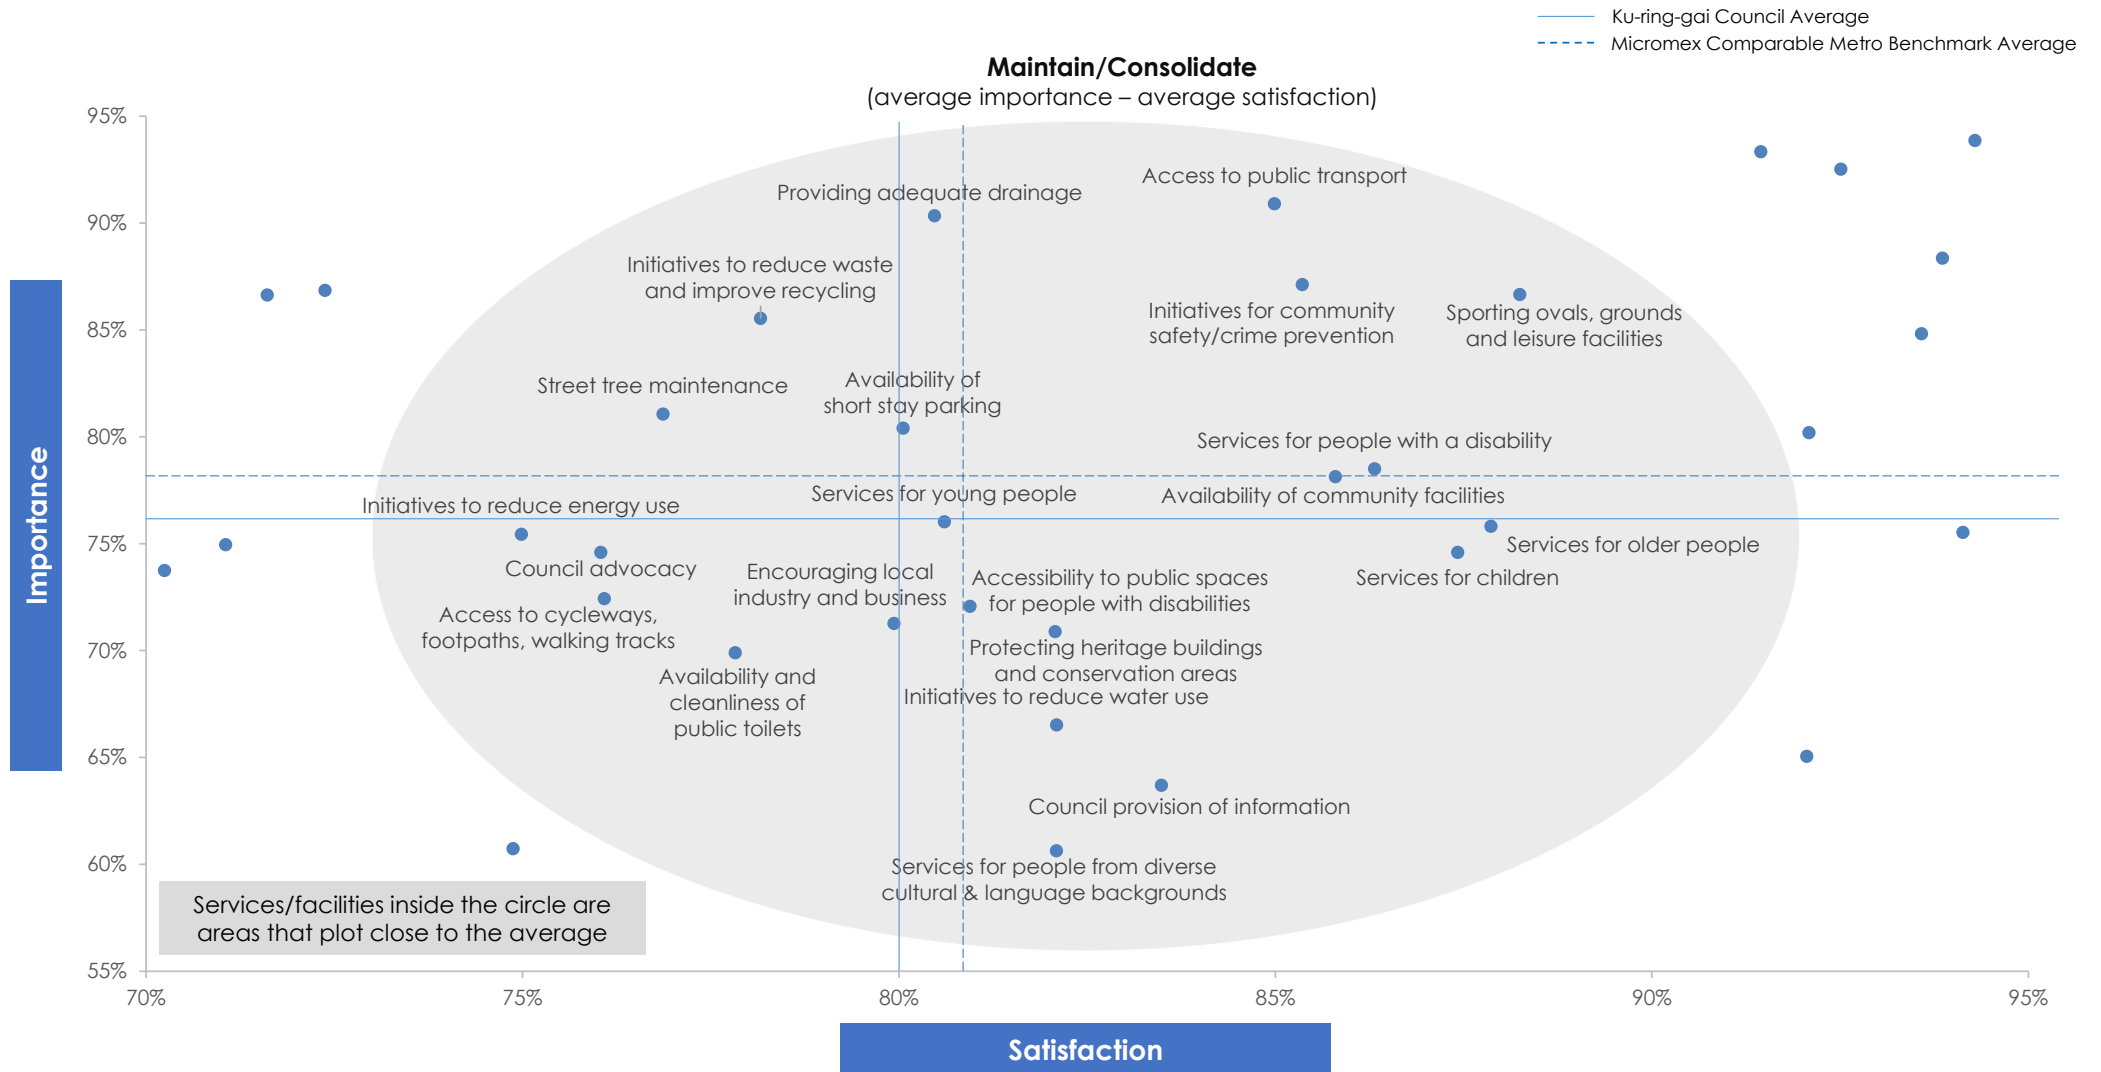 Ku-ring-gai Council Average
Micromex Comparable Metro Benchmark Average
Maintain/Consolidate
(average importance – average satisfaction)
95%
90%
85%
80%
75%
70%
65%
60%
55%
Importance
Providing adequate drainage
Access to public transport
Initiatives to reduce waste
and improve recycling
Initiatives for community
safety/crime prevention
Sporting ovals, grounds
and leisure facilities
Street tree maintenance
Availability of
short stay parking
Services for people with a disability
Initiatives to reduce energy use
Services for young people
Availability of community facilities
Council advocacy
Encouraging local
industry and business
Accessibility to public spaces
for people with disabilities
Services for older people
Services for children
Access to cycleways,
footpaths, walking tracks
Protecting heritage buildings
and conservation areas
Availability and
cleanliness of
public toilets
Initiatives to reduce water use
Council provision of information
Services for people from diverse
cultural & language backgrounds
Services/facilities inside the circle are
areas that plot close to the average
70%
75%
80%
85%
90%
95%
Satisfaction